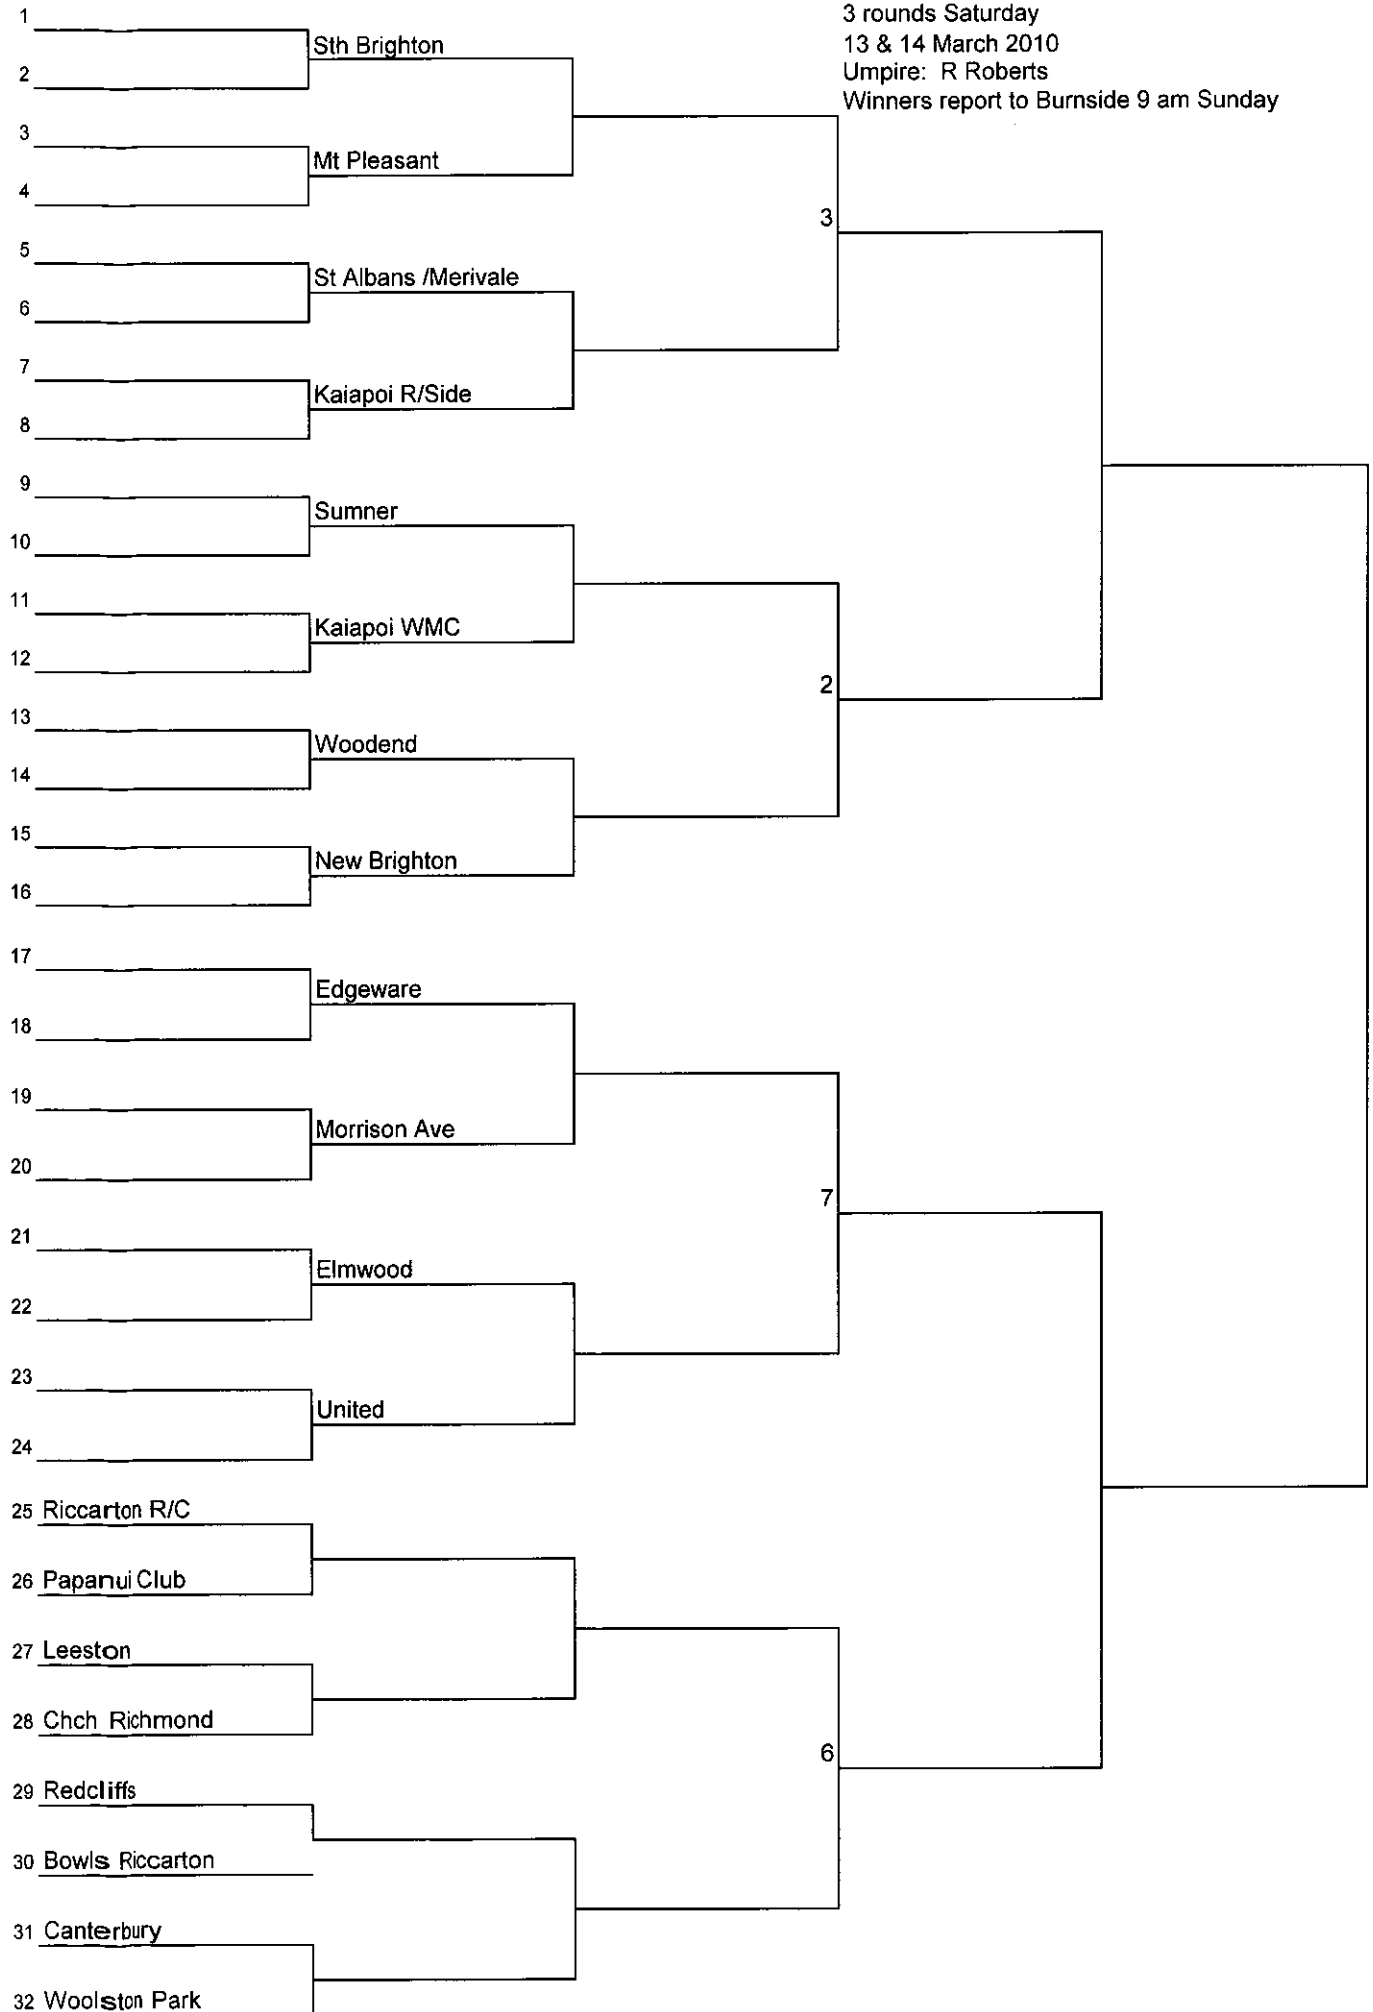 3 rounds Saturday
13 & 14 March 2010
Umpire: R Roberts
Winners report to Burnside 9 am Sunday
1
Sth Brighton
2
3
Mt Pleasant
4
3
5
St Albans /Merivale
6
7
Kaiapoi R/Side
8
9
Sumner
10
11
Kaiapoi WMC
12
2
13
Woodend
14
15
New Brighton
16
17
Edgeware
18
19
Morrison Ave
20
7
21
Elmwood
22
23
United
24
25 Riccarton R/C
26 Papanui Club
27 Leeston
28 Chch Richmond
6
29 Redcliffs
30 Bowls Riccarton
31 Canterbury
32 Woolston Park